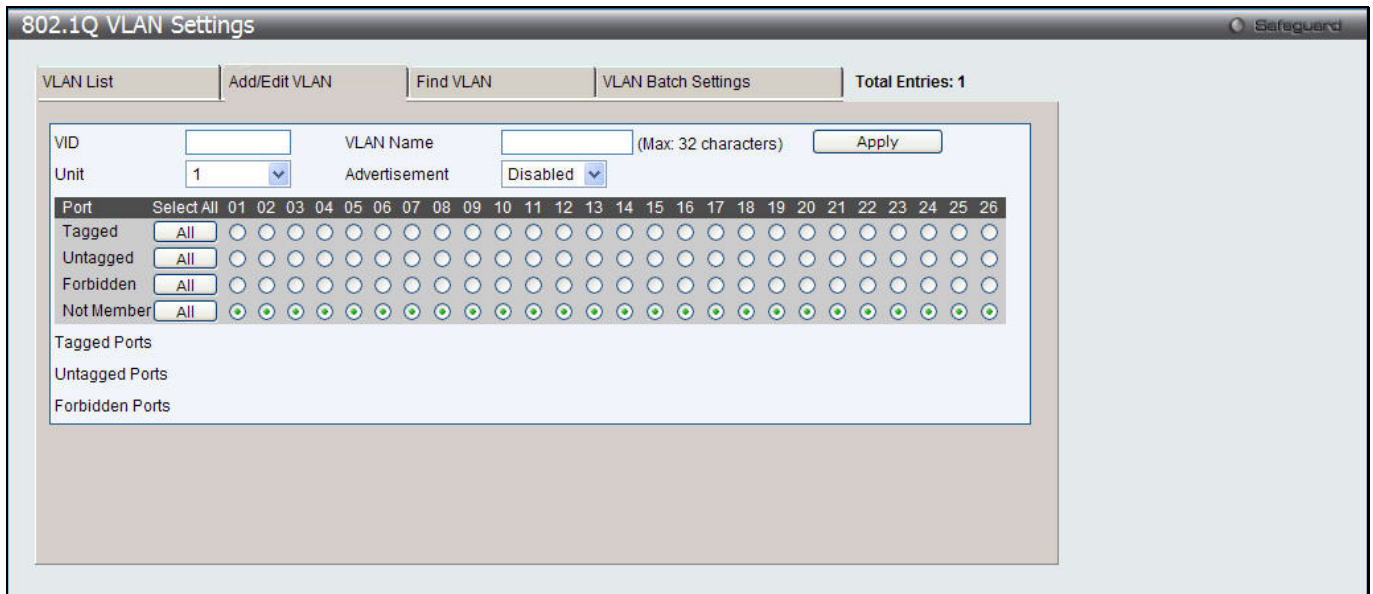 802.1Q VLAN Settings Safeguard
VLAN List Add/Edit VLAN Find VLAN VLAN Batch Settings Total Entries: 1
VID VLAN Name (Max: 32 characters) Apply
Unit 1 Advertisement Disabled
Port Select All 01 02 03 04 05 06 07 08 09 10 11 12 13 14 15 16 17 18 19 20 21 22 23 24 25 26
Tagged All
Untagged All
Forbidden All
Not Member All
Tagged Ports
Untagged Ports
Forbidden Ports